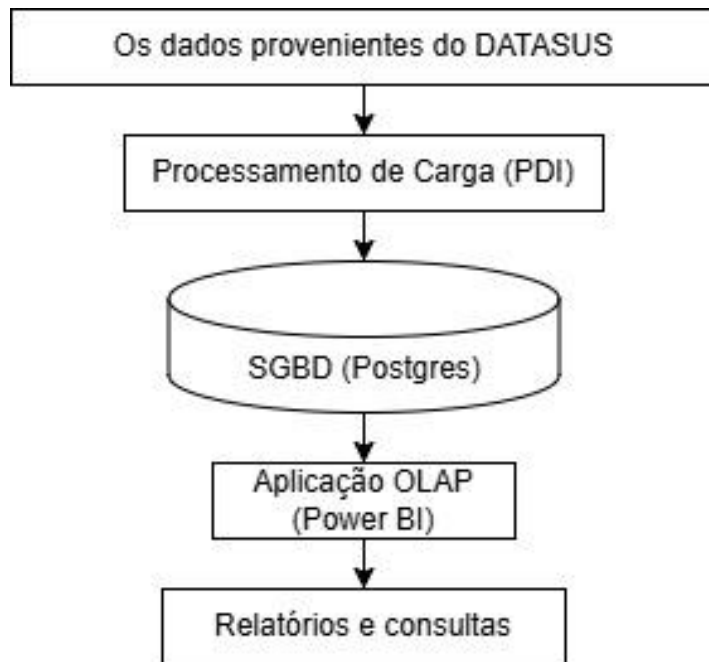 Os dados provenientes do DATASUS
Processamento de Carga (PDI)
SGBD (Postgres)
Aplicação OLAP
(Power BI)
Relatórios e consultas